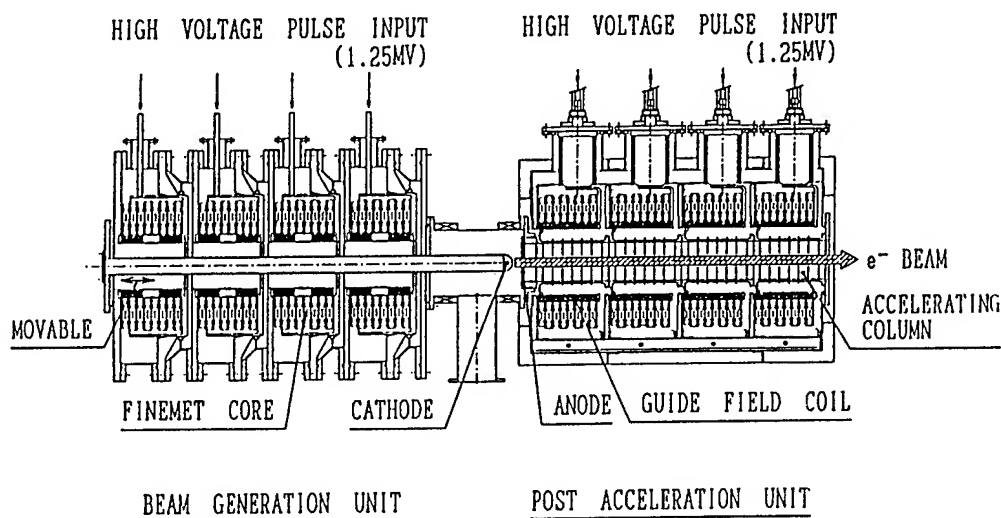 HIGH VOLTAGE PULSE INPUT
(1.25MV)
HIGH VOLTAGE PULSE INPUT
(1.25MV)
e⁻ BEAM
ACCELERATING
COLUMN
MOVABLE
FINEMET CORE
CATHODE
ANODE
GUIDE FIELD COIL
BEAM GENERATION UNIT
POST ACCELERATION UNIT